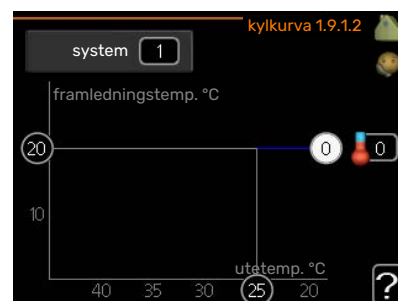 kylkurva 1.9.1.2
system 1
framledningstemp. °C
20 0 0
10
utetemp. °C
40 35 30 25 20
?